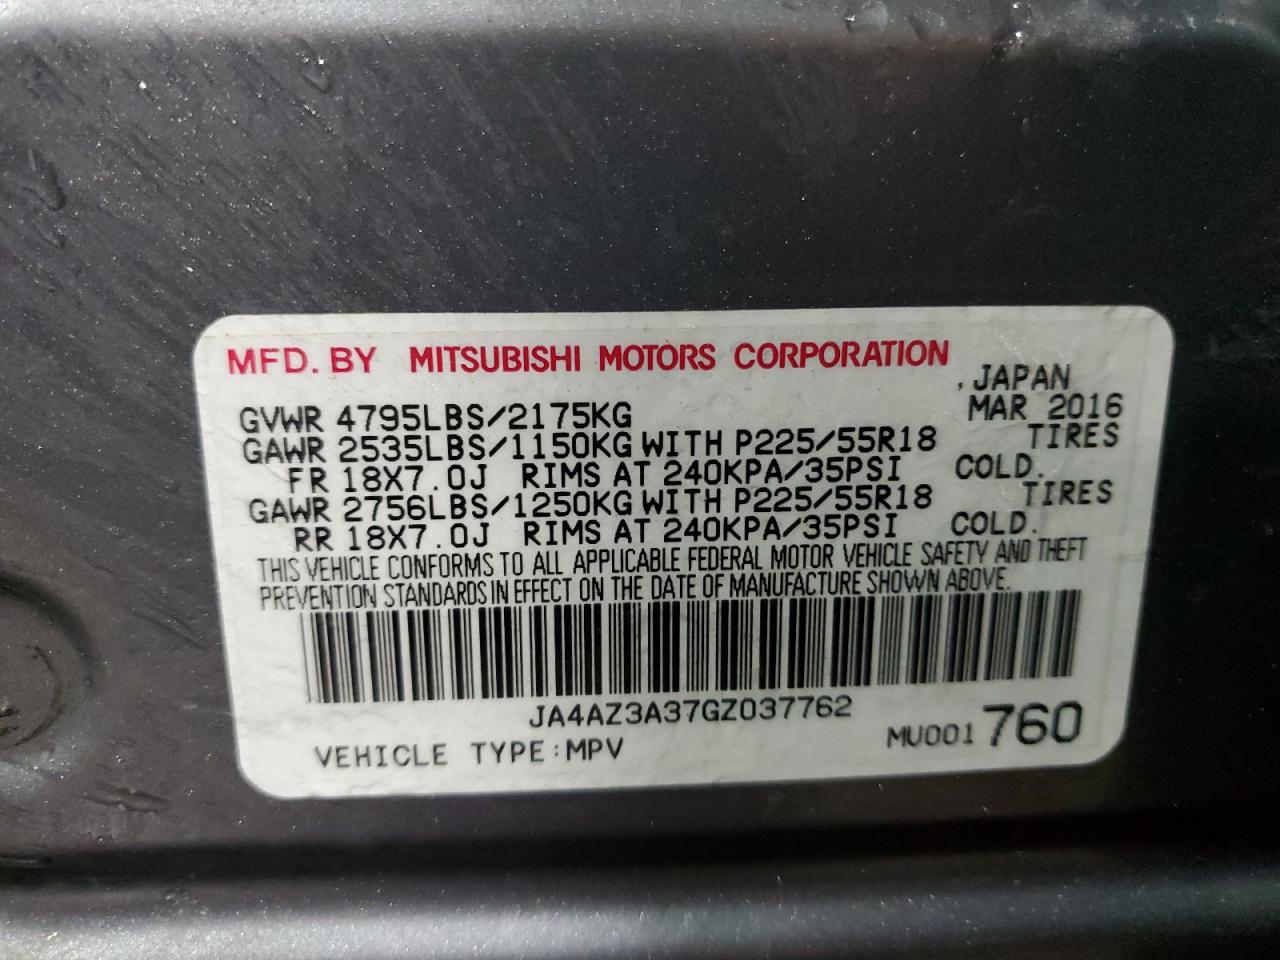 MFD. BY MITSUBISHI MOTORS CORPORATION
, JAPAN
GVWR 4795LBS/2175KG MAR 2016
GAWR 2535LBS/1150KG WITH P225/55R18 TIRES
FR 18X7.0J RIMS AT 240KPA/35PSI COLD.
GAWR 2756LBS/1250KG WITH P225/55R18 TIRES
RR 18X7.0J RIMS AT 240KPA/35PSI COLD.
THIS VEHICLE CONFORMS TO ALL APPLICABLE FEDERAL MOTOR VEHICLE SAFETY AND THEFT
PREVENTION STANDARDS IN EFFECT ON THE DATE OF MANUFACTURE SHOWN ABOVE.
JA4AZ3A37GZ037762
VEHICLE TYPE:MPV MU001760